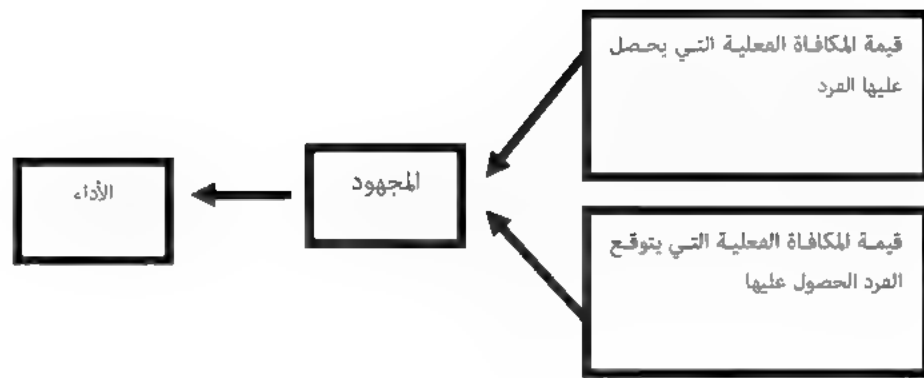 قيمة المكافاة الفعلية التي يحصل
عليها الفرد
المجهود
الأداء
قيمة المكافاة الفعلية التي يتوقع
الفرد الحصول عليها